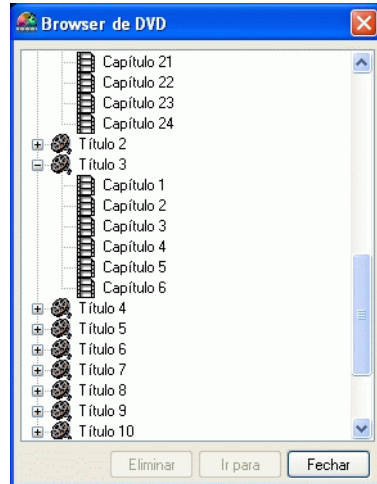 Browser de DVD
Capítulo 21
Capítulo 22
Capítulo 23
Capítulo 24
Título 2
Título 3
Capítulo 1
Capítulo 2
Capítulo 3
Capítulo 4
Capítulo 5
Capítulo 6
Título 4
Título 5
Título 6
Título 7
Título 8
Título 9
Título 10
Eliminar Ir para Fechar